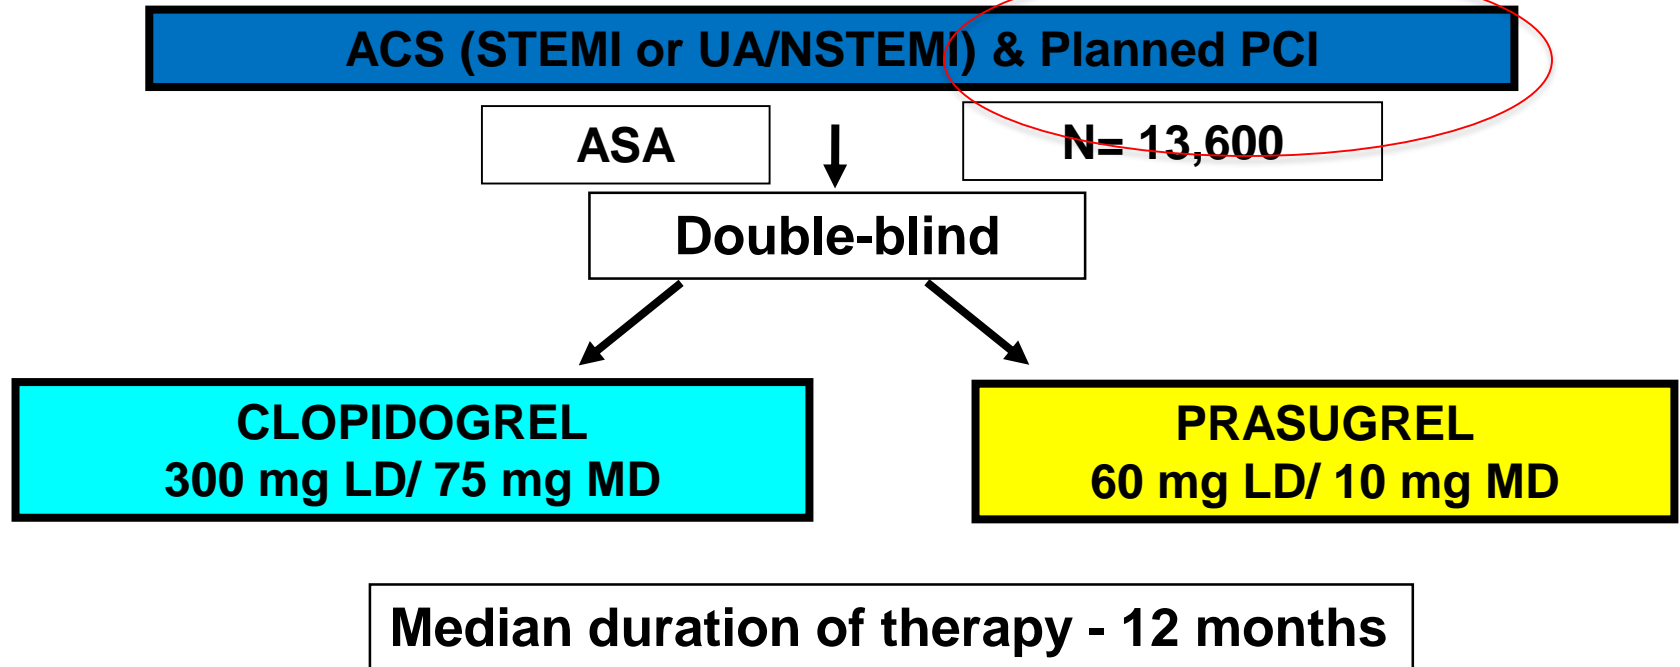 ACS (STEMI or UA/NSTEMI) & Planned PCI
ASA
N= 13,600
Double-blind
CLOPIDOGREL
300 mg LD/ 75 mg MD
PRASUGREL
60 mg LD/ 10 mg MD
Median duration of therapy - 12 months